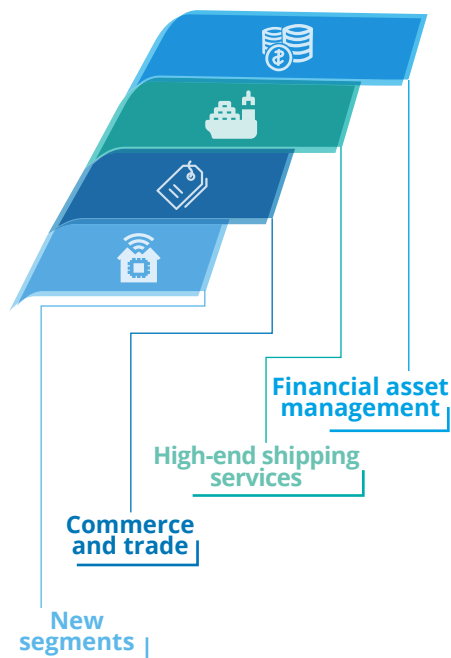 Financial asset
management
High-end shipping
services
Commerce
and trade
New
segments